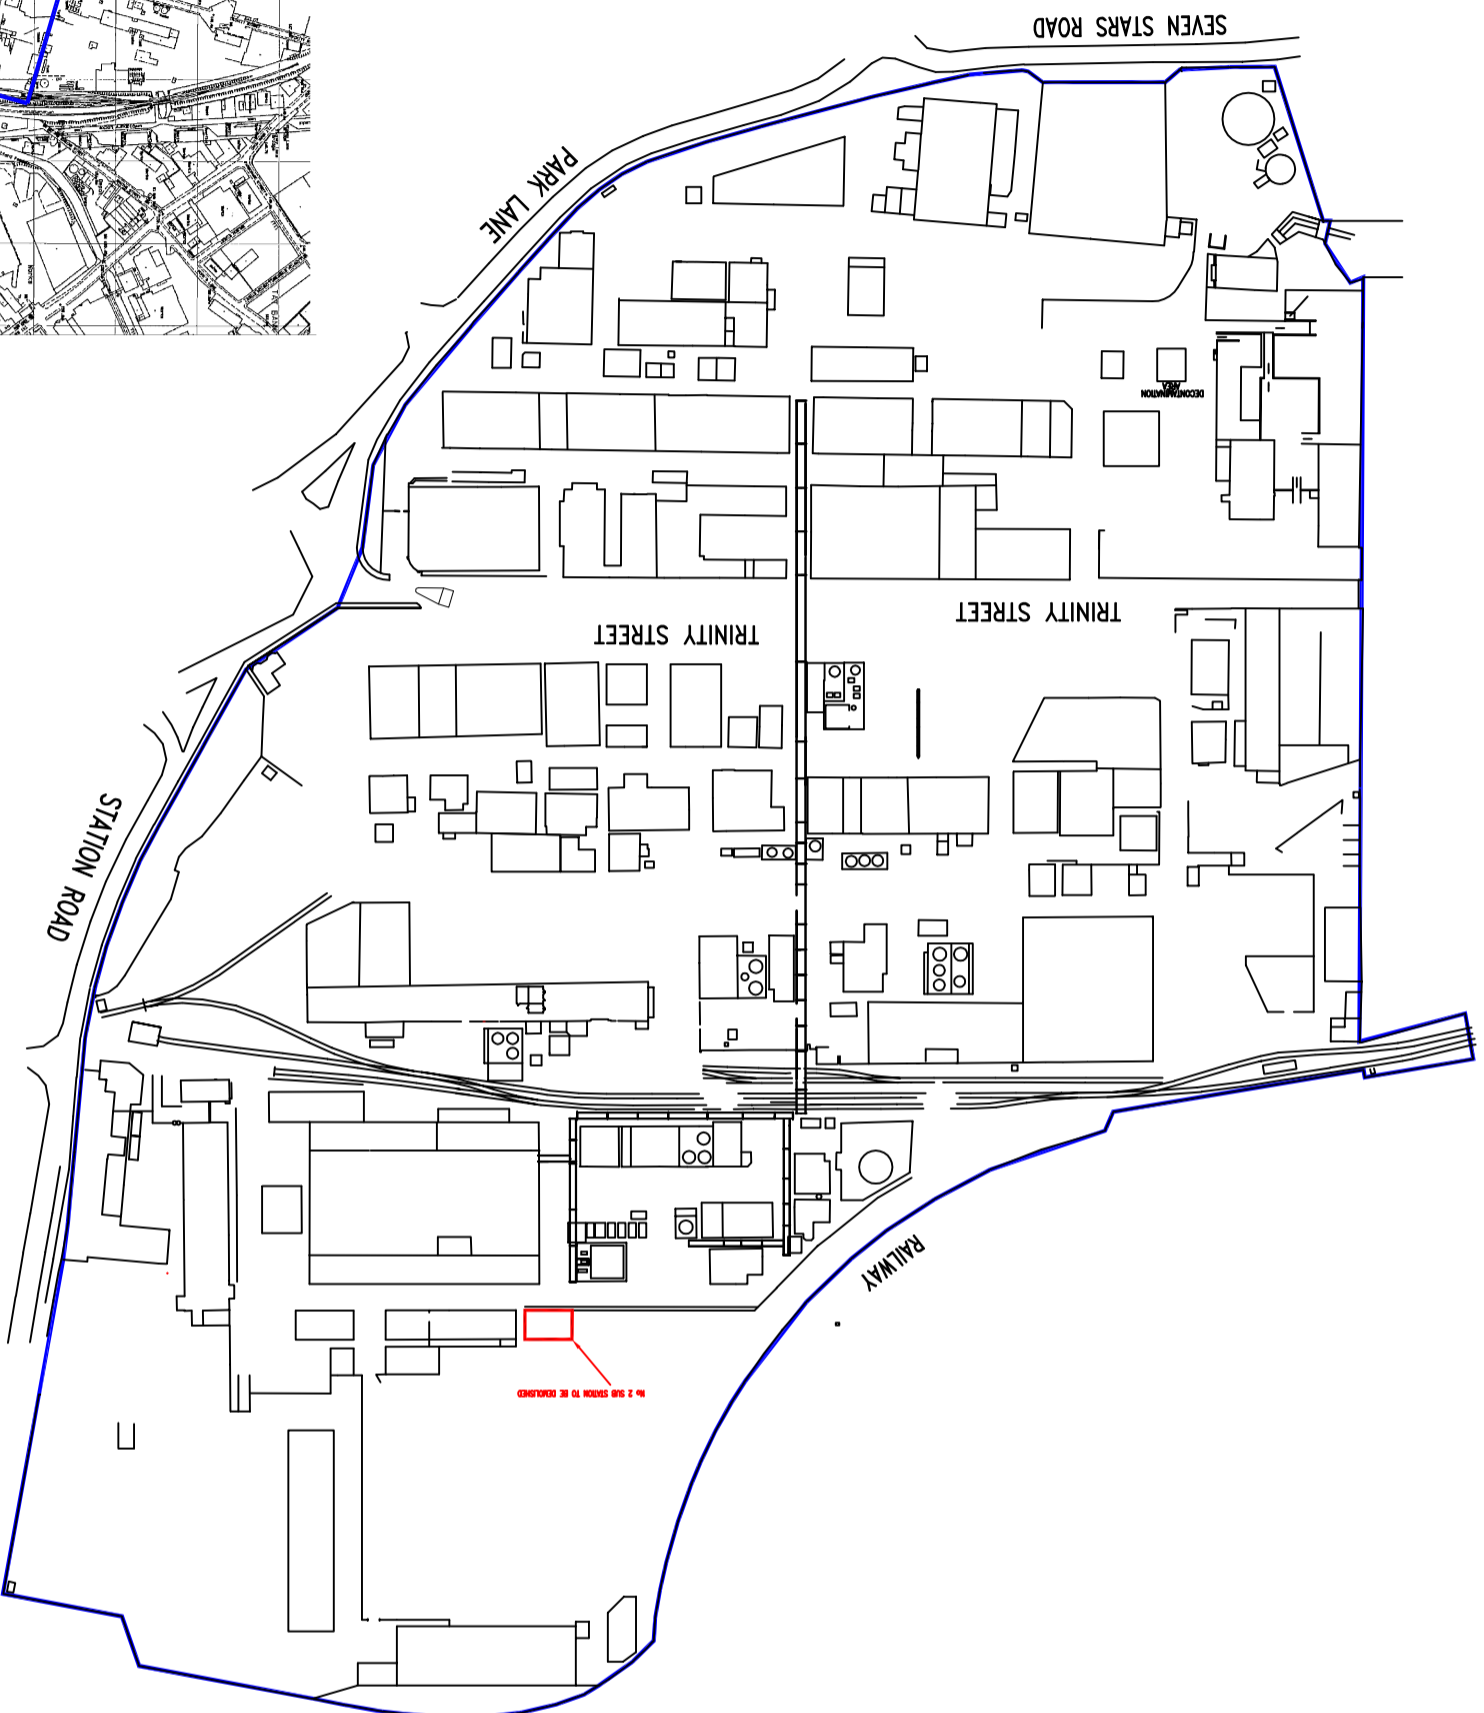 SEVEN STARS ROAD
PARK LANE
DECONTAMINATION
AREA
TRINITY STREET
TRINITY STREET
STATION ROAD
RAILWAY
No 2 SUB STATION TO BE DEMOLISHED